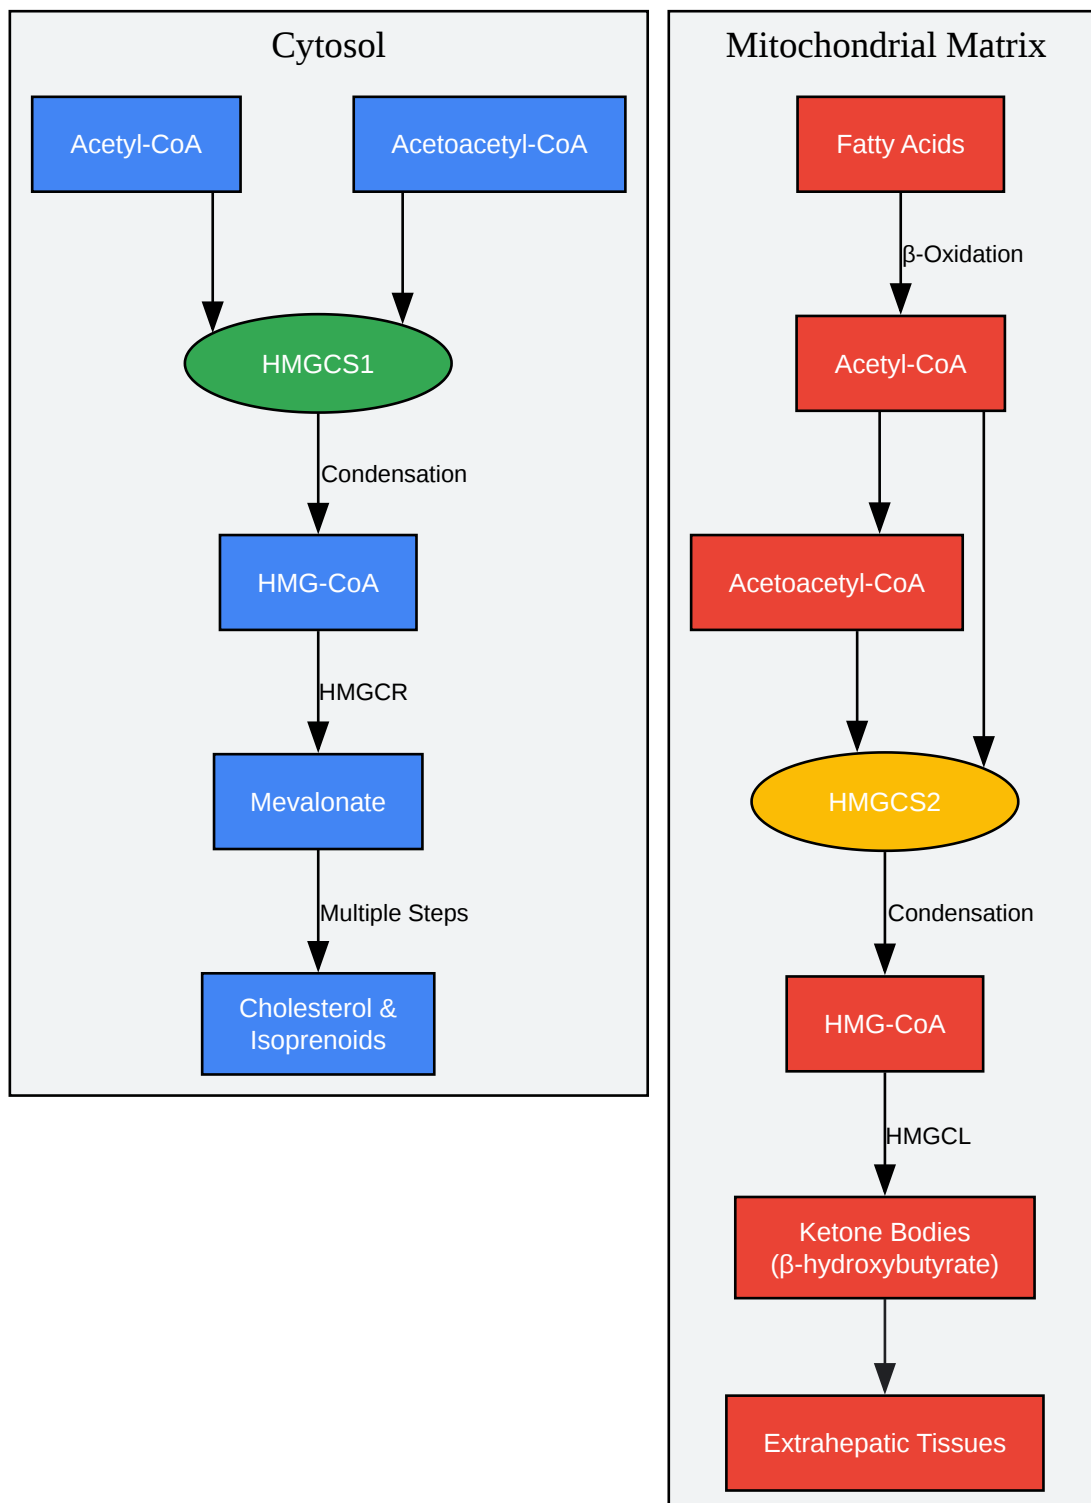 Cytosol
Acetyl-CoA
Acetoacetyl-CoA
HMGCS1
Condensation
HMG-CoA
HMGCR
Mevalonate
Multiple Steps
Cholesterol &
Isoprenoids
Mitochondrial Matrix
Fatty Acids
β-Oxidation
Acetyl-CoA
Acetoacetyl-CoA
HMGCS2
Condensation
HMG-CoA
HMGCL
Ketone Bodies
(β-hydroxybutyrate)
Extrahepatic Tissues